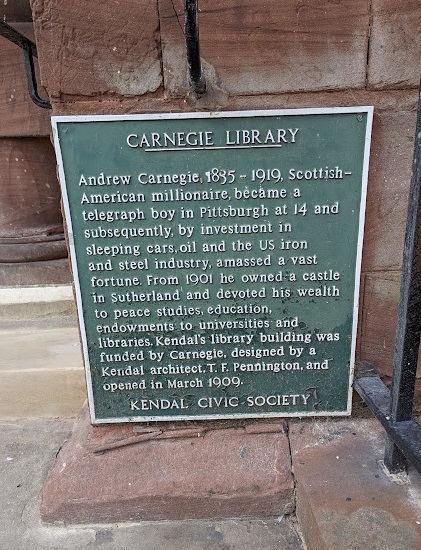 CARNEGIE LIBRARY
Andrew Carnegie, 1835 - 1919, Scottish-
American millionaire, became a
telegraph boy in Pittsburgh at 14 and
subsequently, by investment in
sleeping cars, oil and the US iron
and steel industry, amassed a vast
fortune. From 1901 he owned a castle
in Sutherland and devoted his wealth
to peace studies, education,
endowments to universities and
libraries. Kendal's library building was
funded by Carnegie, designed by a
Kendal architect, T. F. Pennington, and
opened in March 1909.
KENDAL CIVIC SOCIETY